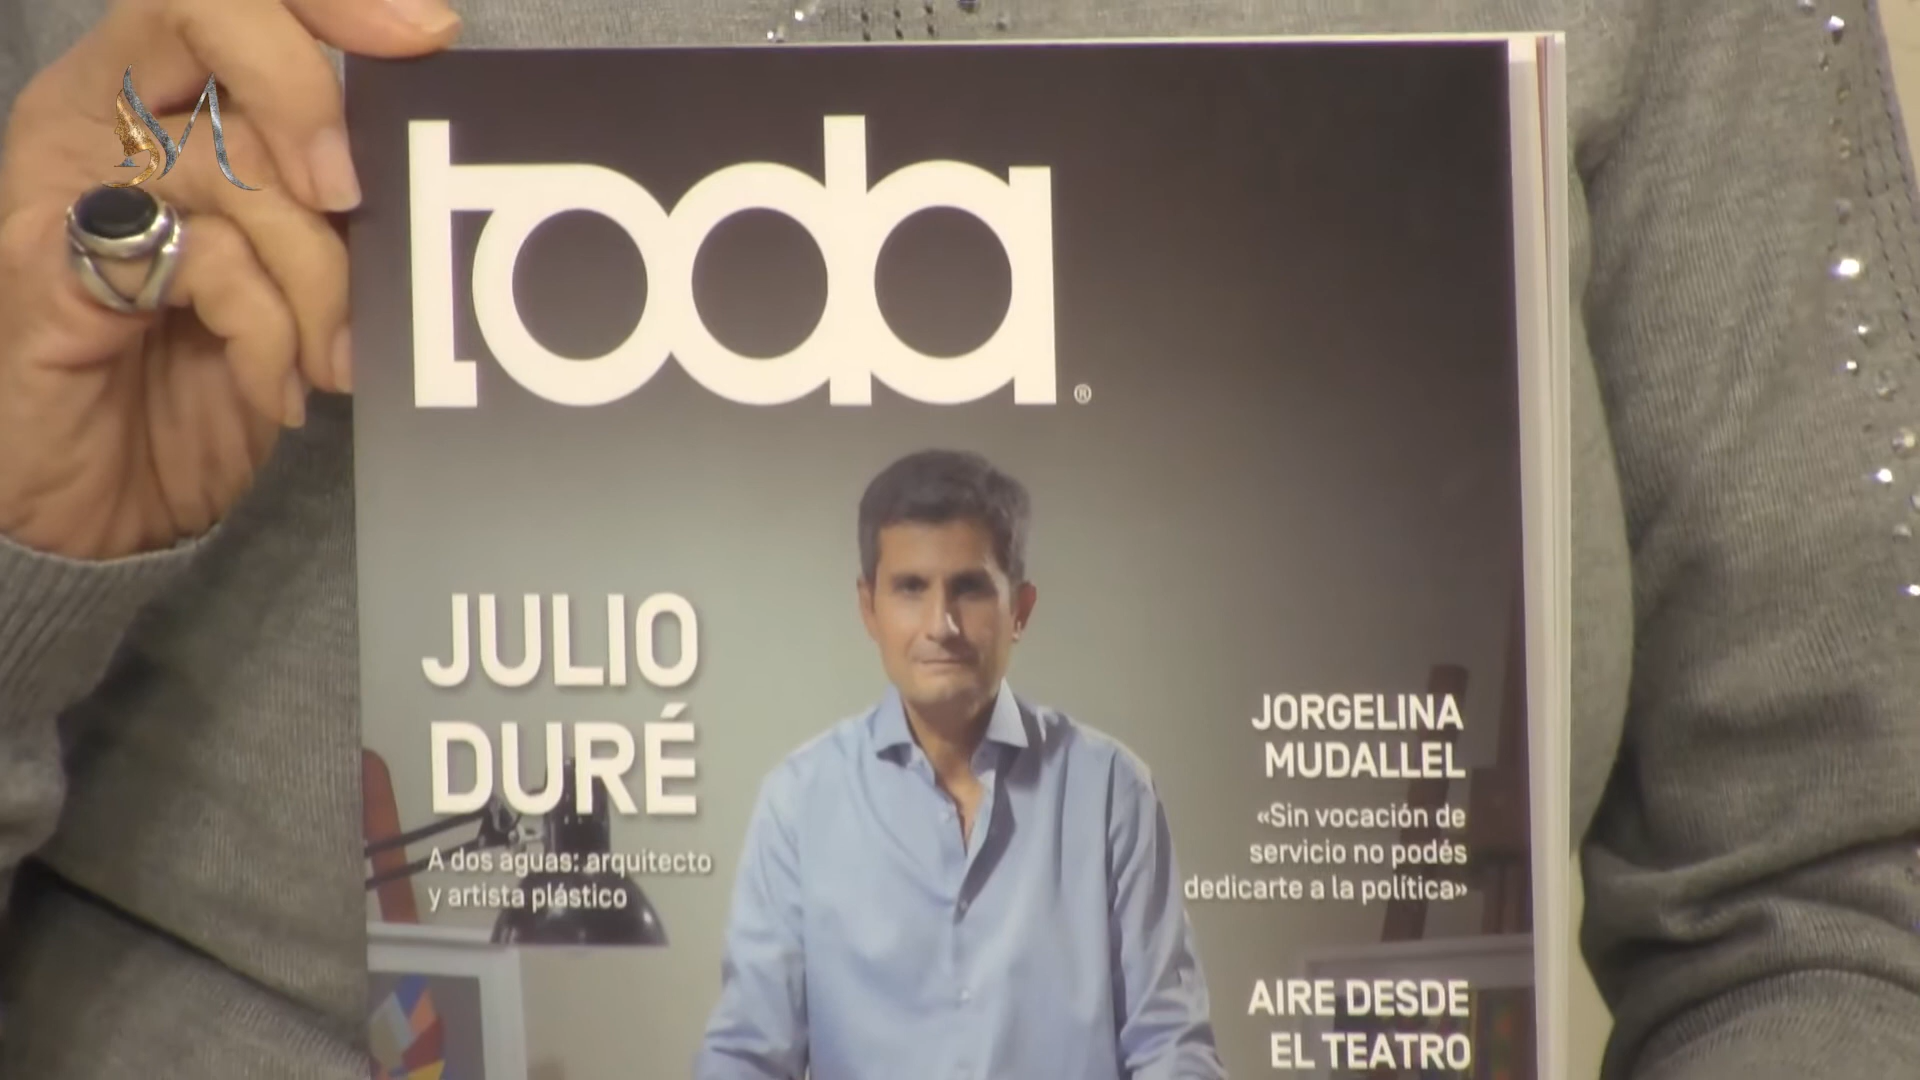 M
toda®
JULIO
DURÉ
A dos aguas: arquitecto
y artista plástico
JORGELINA
MUDALLEL
«Sin vocación de
servicio no podés
dedicarte a la política»
AIRE DESDE
EL TEATRO